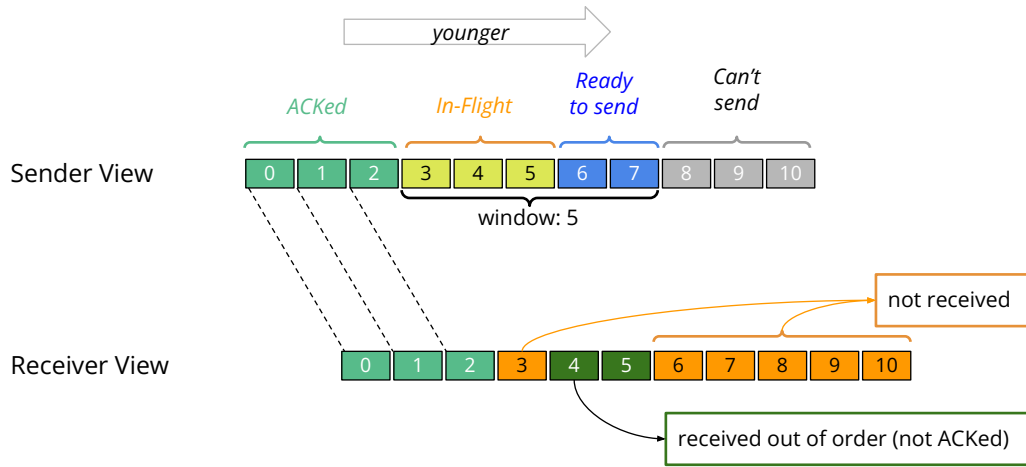 younger
ACKed
In-Flight
Ready
to send
Can't
send
Sender View
0 1 2 3 4 5 6 7 8 9 10
window: 5
not received
Receiver View
0 1 2 3 4 5 6 7 8 9 10
received out of order (not ACKed)